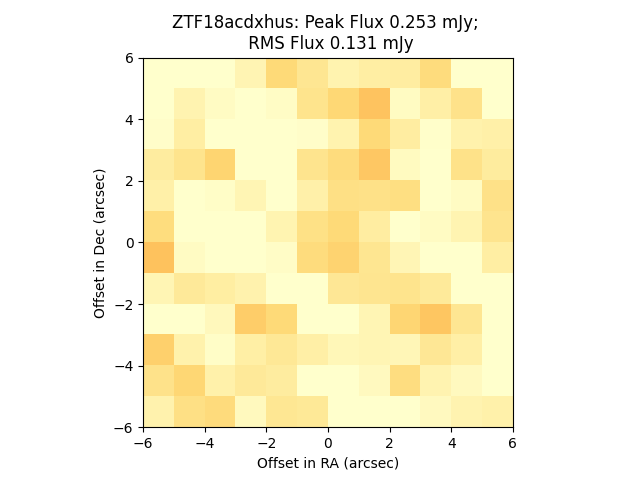 ZTF18acdxhus: Peak Flux 0.253 mJy;
RMS Flux 0.131 mJy
6
4
2
0
−2
−4
−6
Offset in Dec (arcsec)
−6 −4 −2 0 2 4 6
Offset in RA (arcsec)